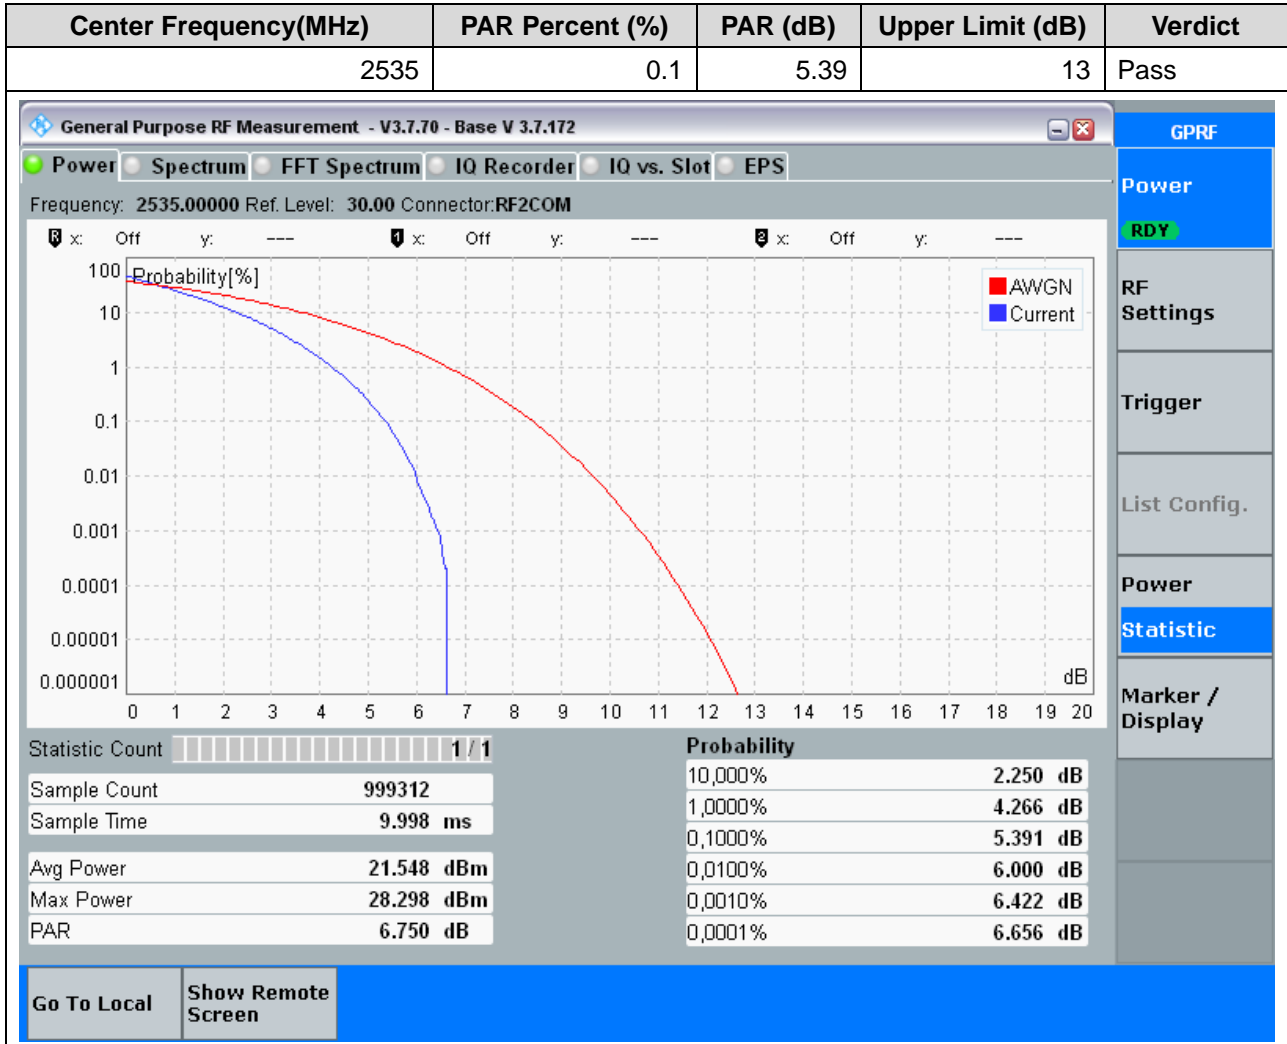 Center Frequency(MHz) PAR Percent (%) PAR (dB) Upper Limit (dB) Verdict
2535 0.1 5.39 13 Pass
General Purpose RF Measurement - V3.7.70 - Base V 3.7.172
GPRF
Power Spectrum FFT Spectrum IQ Recorder IQ vs. Slot EPS
Power
RDY
Frequency: 2535.00000 Ref. Level: 30.00 Connector:RF2COM
R x: Off y: --- 1 x: Off y: --- 2 x: Off y: ---
Probability[%]
AWGN
Current
100
10
1
0.1
0.01
0.001
0.0001
0.00001
0.000001
dB
0 1 2 3 4 5 6 7 8 9 10 11 12 13 14 15 16 17 18 19 20
RF
Settings
Trigger
List Config.
Power
Statistic
Marker /
Display
Statistic Count 1 / 1
Sample Count 999312
Sample Time 9.998 ms
Avg Power 21.548 dBm
Max Power 28.298 dBm
PAR 6.750 dB
Probability
10,000% 2.250 dB
1,0000% 4.266 dB
0,1000% 5.391 dB
0,0100% 6.000 dB
0,0010% 6.422 dB
0,0001% 6.656 dB
Go To Local
Show Remote
Screen